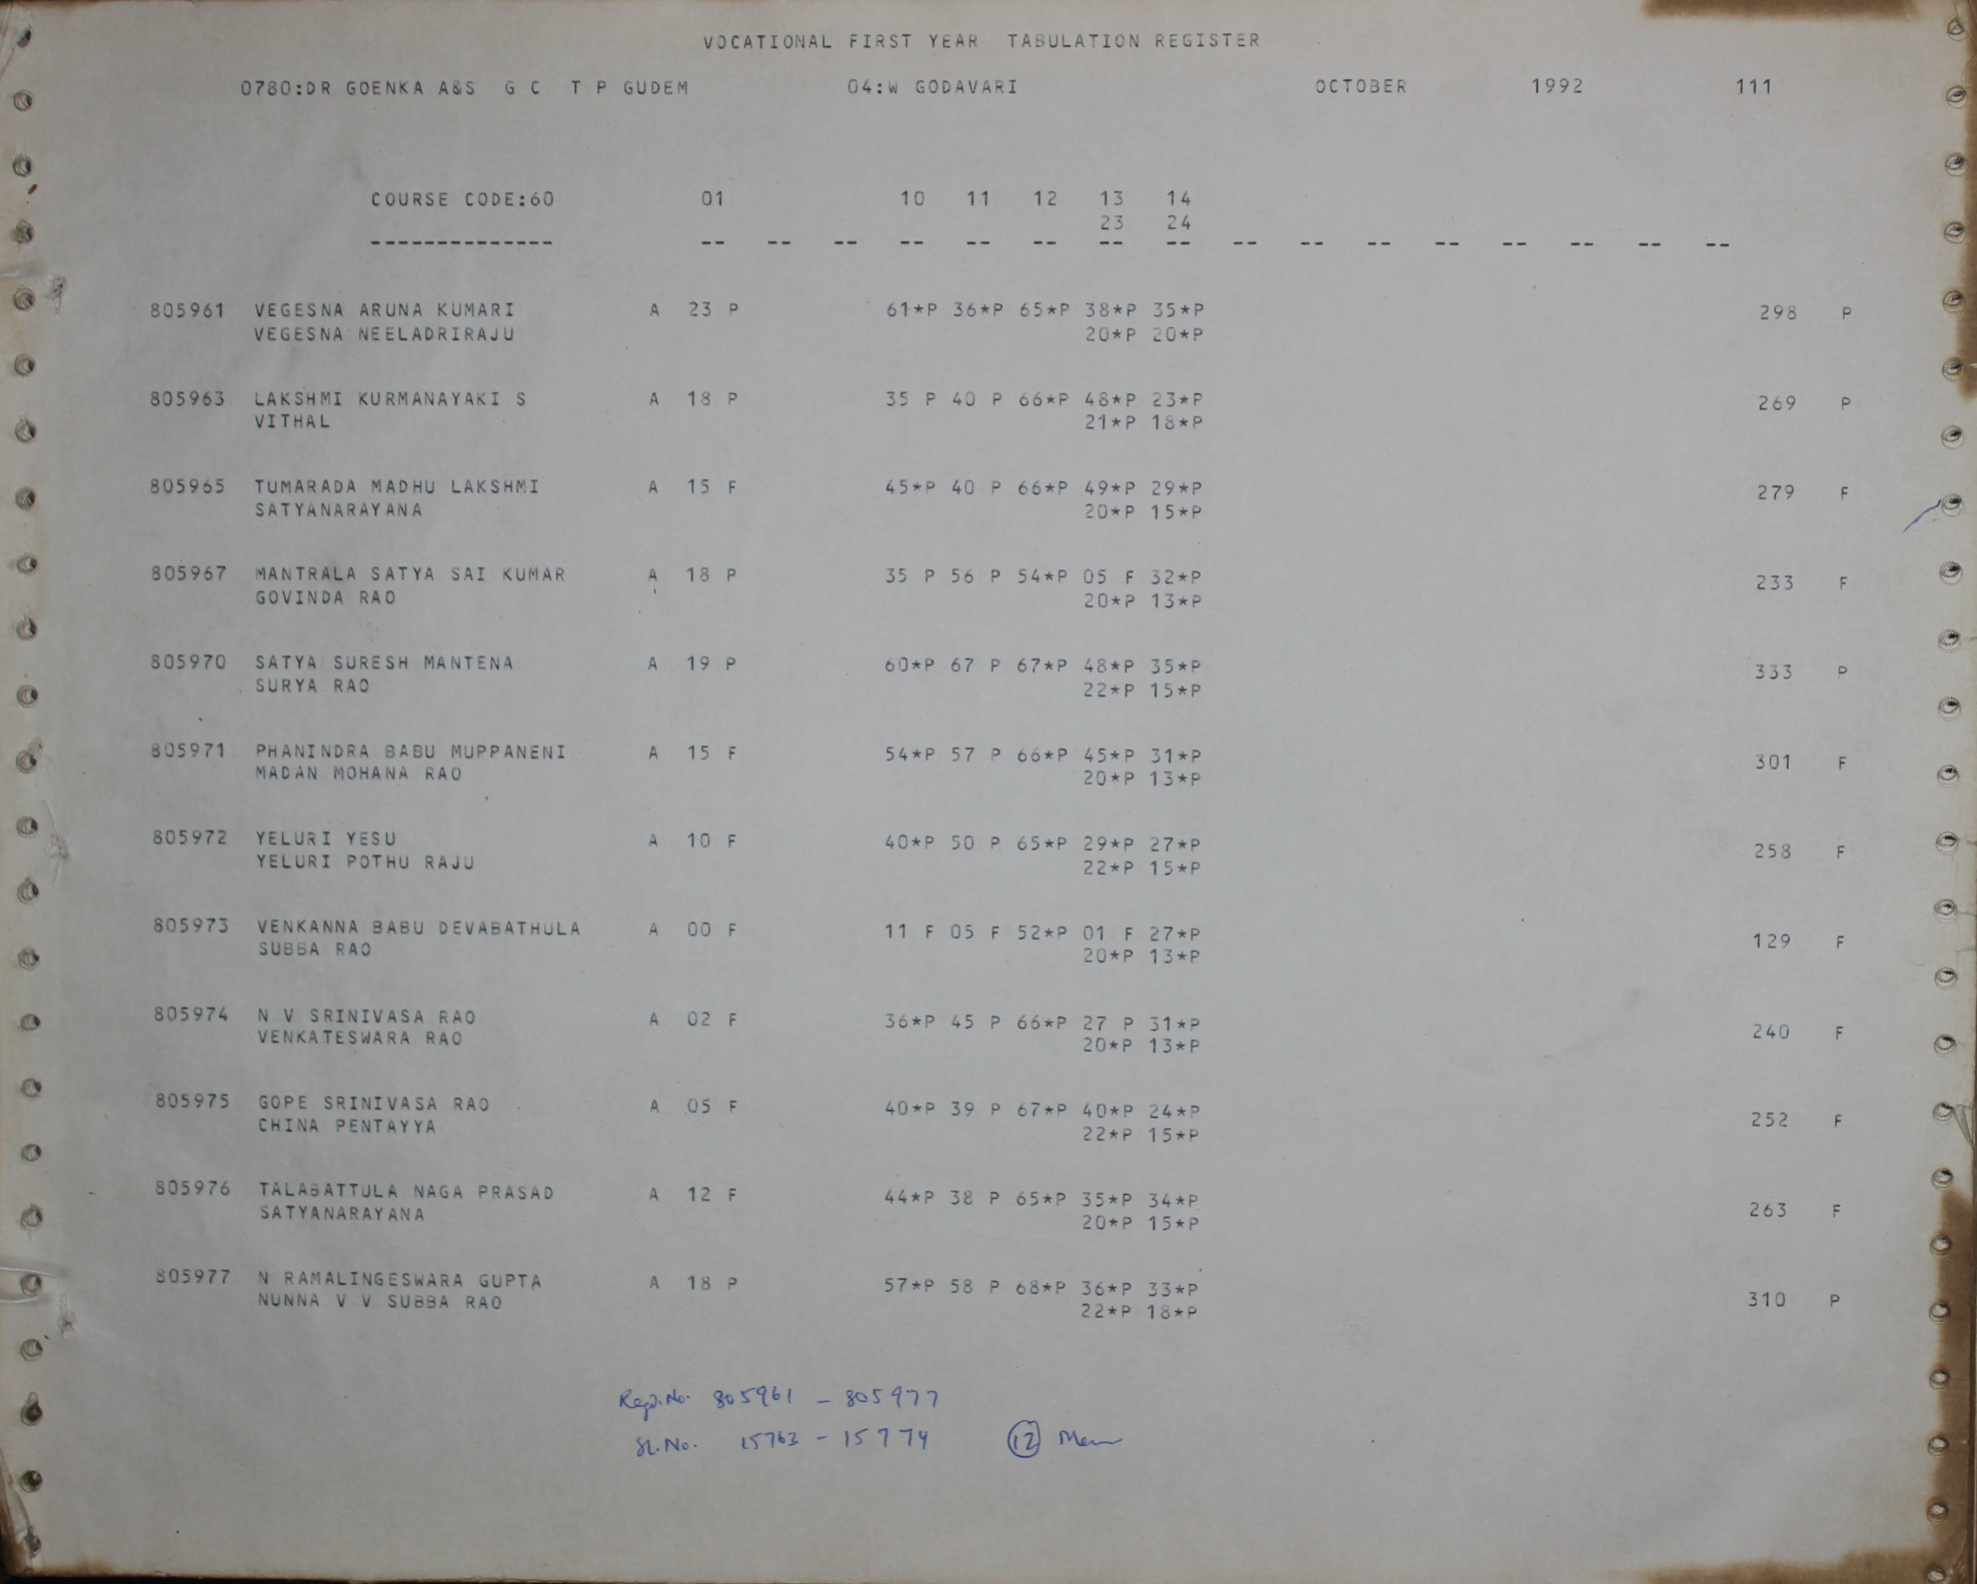 VOCATIONAL FIRST YEAR TABULATION REGISTER
0780:DR GOENKA A&S G C T P GUDEM 04:W GODAVARI OCTOBER 1992 111
COURSE CODE:60 01 10 11 12 13 14
23 24
-------------- -- -- -- -- -- -- -- -- -- -- -- -- -- -- -- --
805961 VEGESNA ARUNA KUMARI A 23 P 61*P 36*P 65*P 38*P 35*P 298 P
VEGESNA NEELADRIRAJU 20*P 20*P
805963 LAKSHMI KURMANAYAKI S A 18 P 35 P 40 P 66*P 48*P 23*P 269 P
VITHAL 21*P 18*P
805965 TUMARADA MADHU LAKSHMI A 15 F 45*P 40 P 66*P 49*P 29*P 279 F
SATYANARAYANA 20*P 15*P
805967 MANTRALA SATYA SAI KUMAR A 18 P 35 P 56 P 54*P 05 F 32*P 233 F
GOVINDA RAO 20*P 13*P
805970 SATYA SURESH MANTENA A 19 P 60*P 67 P 67*P 48*P 35*P 333 P
SURYA RAO 22*P 15*P
805971 PHANINDRA BABU MUPPANENI A 15 F 54*P 57 P 66*P 45*P 31*P 301 F
MADAN MOHANA RAO 20*P 13*P
805972 YELURI YESU A 10 F 40*P 50 P 65*P 29*P 27*P 258 F
YELURI POTHU RAJU 22*P 15*P
805973 VENKANNA BABU DEVABATHULA A 00 F 11 F 05 F 52*P 01 F 27*P 129 F
SUBBA RAO 20*P 13*P
805974 N V SRINIVASA RAO A 02 F 36*P 45 P 66*P 27 P 31*P 240 F
VENKATESWARA RAO 20*P 13*P
805975 GOPE SRINIVASA RAO A 05 F 40*P 39 P 67*P 40*P 24*P 252 F
CHINA PENTAYYA 22*P 15*P
805976 TALABATTULA NAGA PRASAD A 12 F 44*P 38 P 65*P 35*P 34*P 263 F
SATYANARAYANA 20*P 15*P
805977 N RAMALINGESWARA GUPTA A 18 P 57*P 58 P 68*P 36*P 33*P 310 P
NUNNA V V SUBBA RAO 22*P 18*P
Regd.No. 805961 - 805977
Sl.No. 15763 - 15774 12